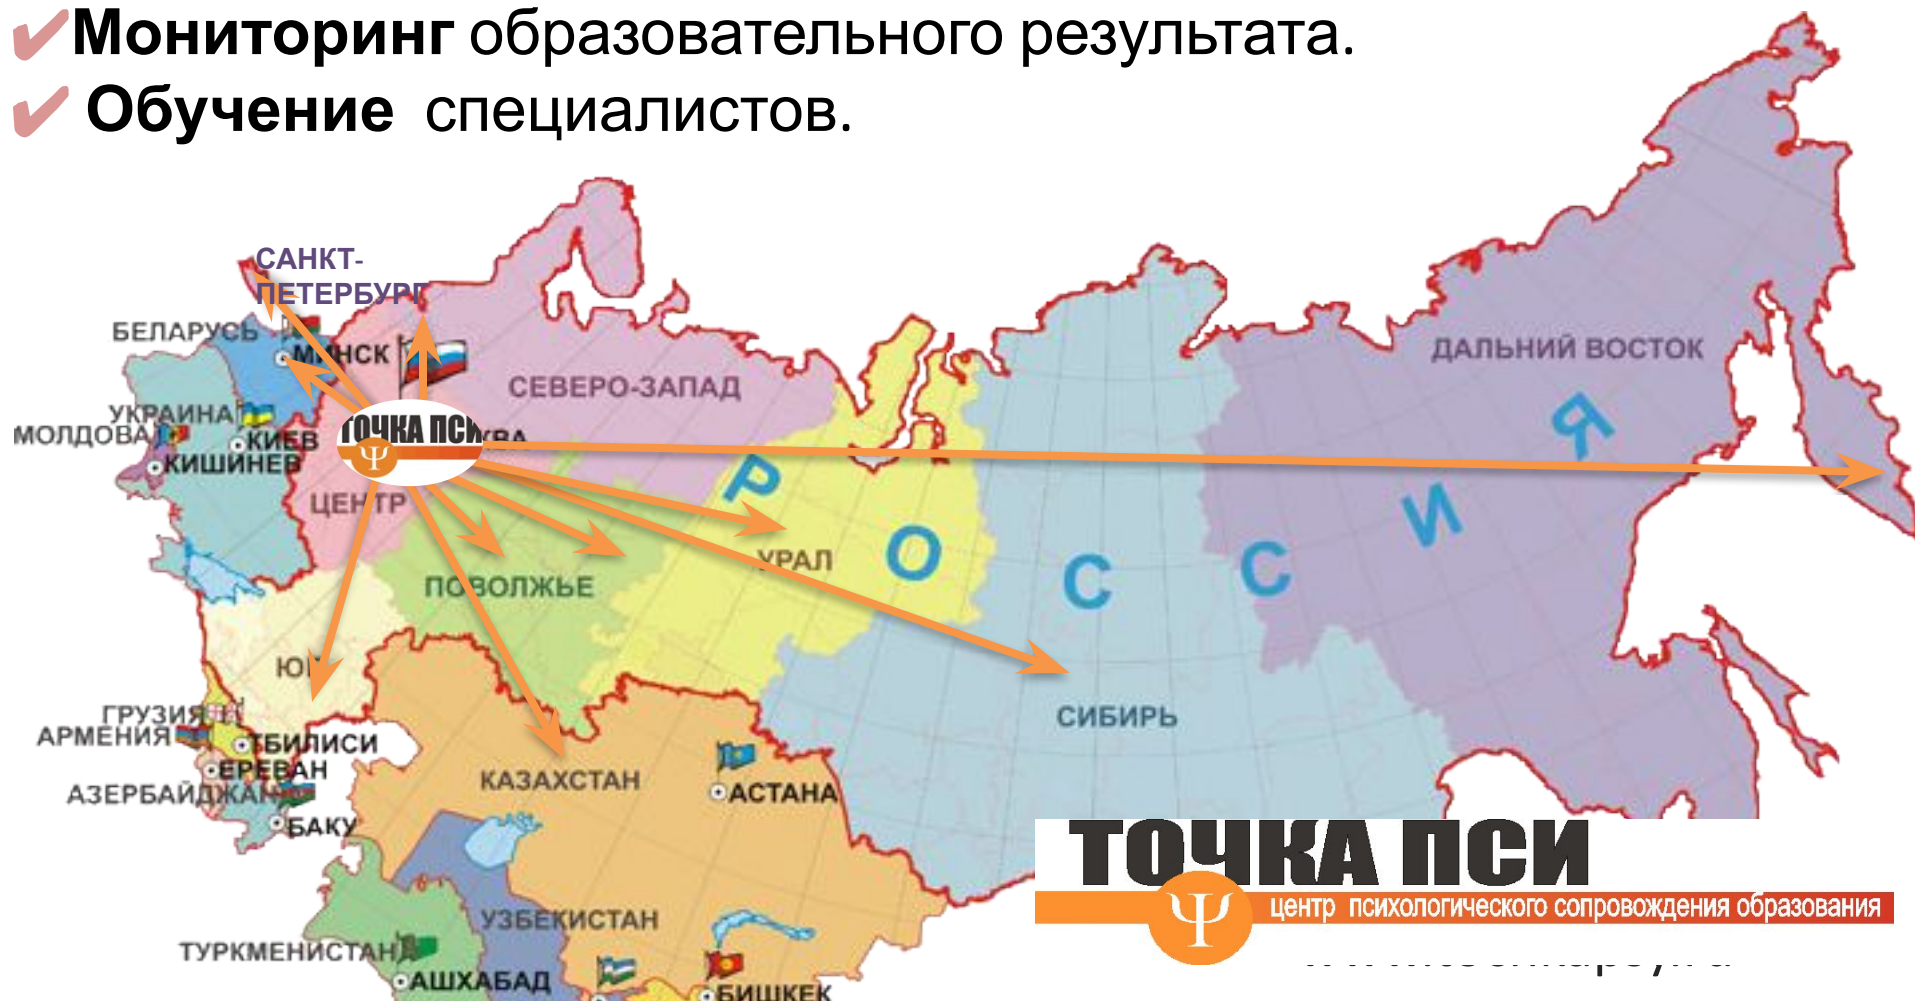 ✔Мониторинг образовательного результата.
✔ Обучение специалистов.
САНКТ-
ПЕТЕРБУРГ
БЕЛАРУСЬ
МИНСК
ДАЛЬНИЙ ВОСТОК
СЕВЕРО-ЗАПАД
УКРАИНА
МОЛДОВА
КИЕВ
ТОЧКА ПСИ
Ψ
КИШИНЕВ
ЦЕНТР
РОССИЯ
УРАЛ
ПОВОЛЖЬЕ
ГРУЗИЯ
АРМЕНИЯ
ТБИЛИСИ
СИБИРЬ
ЕРЕВАН
АЗЕРБАЙДЖАН
КАЗАХСТАН
АСТАНА
БАКУ
ТОЧКА ПСИ
Ψ
центр психологического сопровождения образования
УЗБЕКИСТАН
ТУРКМЕНИСТАН
АШХАБАД
БИШКЕК